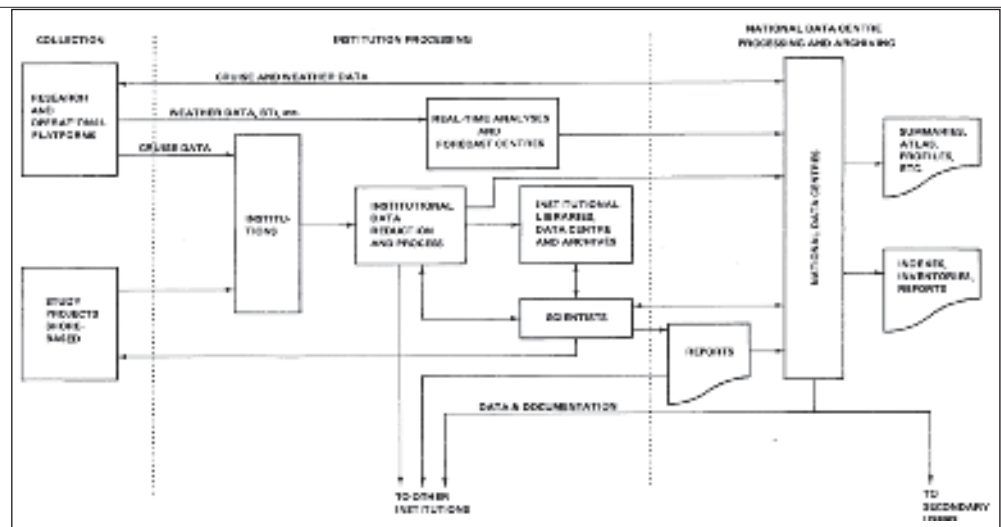 COLLECTION
INSTITUTION PROCESSING
NATIONAL DATA CENTRE
PROCESSING AND ARCHIVING
CRUISE AND WEATHER DATA
RESEARCH
AND
OPERATIONAL
PLATFORMS
WEATHER DATA, BTs, etc.
REAL-TIME ANALYSES
AND
FORECAST CENTRES
CRUISE DATA
SUMMARIES,
ATLAS,
PROFILES,
ETC.
INSTITU-
TIONS
INSTITUTIONAL
DATA
REDUCTION
AND PROCESS
INSTITUTIONAL
LIBRARIES,
DATA CENTRE
AND ARCHIVES
NATIONAL DATA CENTRES
INDEXES,
INVENTORIES,
REPORTS
STUDY
PROJECTS
SHORE-
BASED
SCIENTISTS
REPORTS
DATA & DOCUMENTATION
TO OTHER
INSTITUTIONS
TO
SECONDARY
USERS